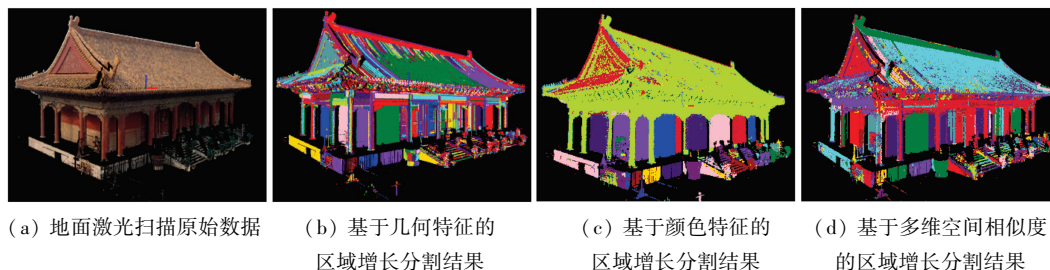 (a) 地面激光扫描原始数据
(b) 基于几何特征的
区域增长分割结果
(c) 基于颜色特征的
区域增长分割结果
(d) 基于多维空间相似度
的区域增长分割结果